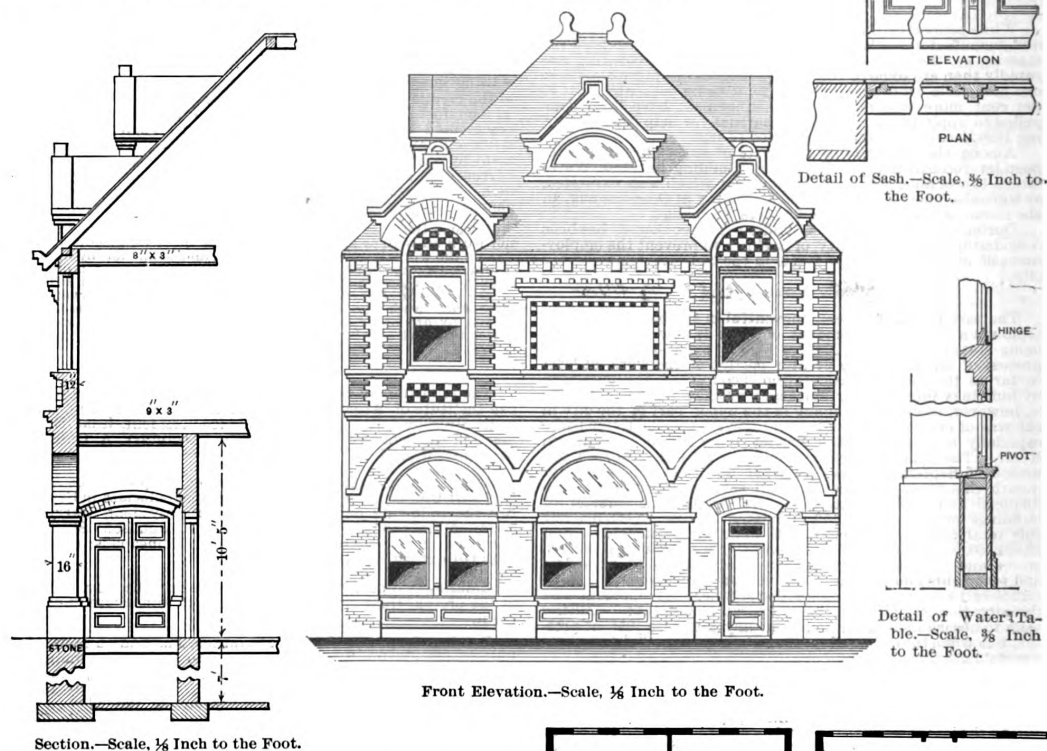 ELEVATION
PLAN
Detail of Sash.—Scale, ⅜ Inch to
the Foot.
8" X 3"
HINGE
12"
9 X 3"
PIVOT
10'5"
16"
STONE
Detail of Water Ta-
ble.—Scale, ⅜ Inch
to the Foot.
Front Elevation.—Scale, ⅛ Inch to the Foot.
Section.—Scale, ⅛ Inch to the Foot.